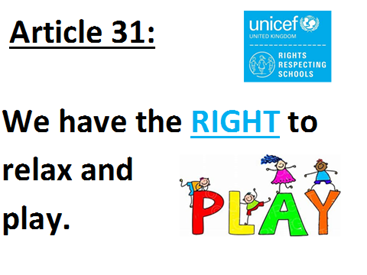 Article 31:
unicef
UNITED KINGDOM
RIGHTS
RESPECTING
SCHOOLS
We have the RIGHT to
relax and
play.
PLAY